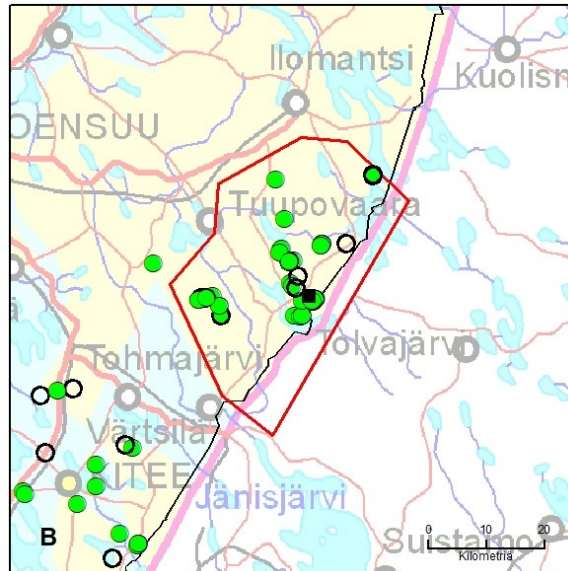 Ilomantsi
Kuolism
OENSUU
Tuupovaara
Tolvajärvi
Tohmajärvi
Värtsilä
KITEE
Jänisjärvi
Suistamo
B
0 10 20
Kilometriä